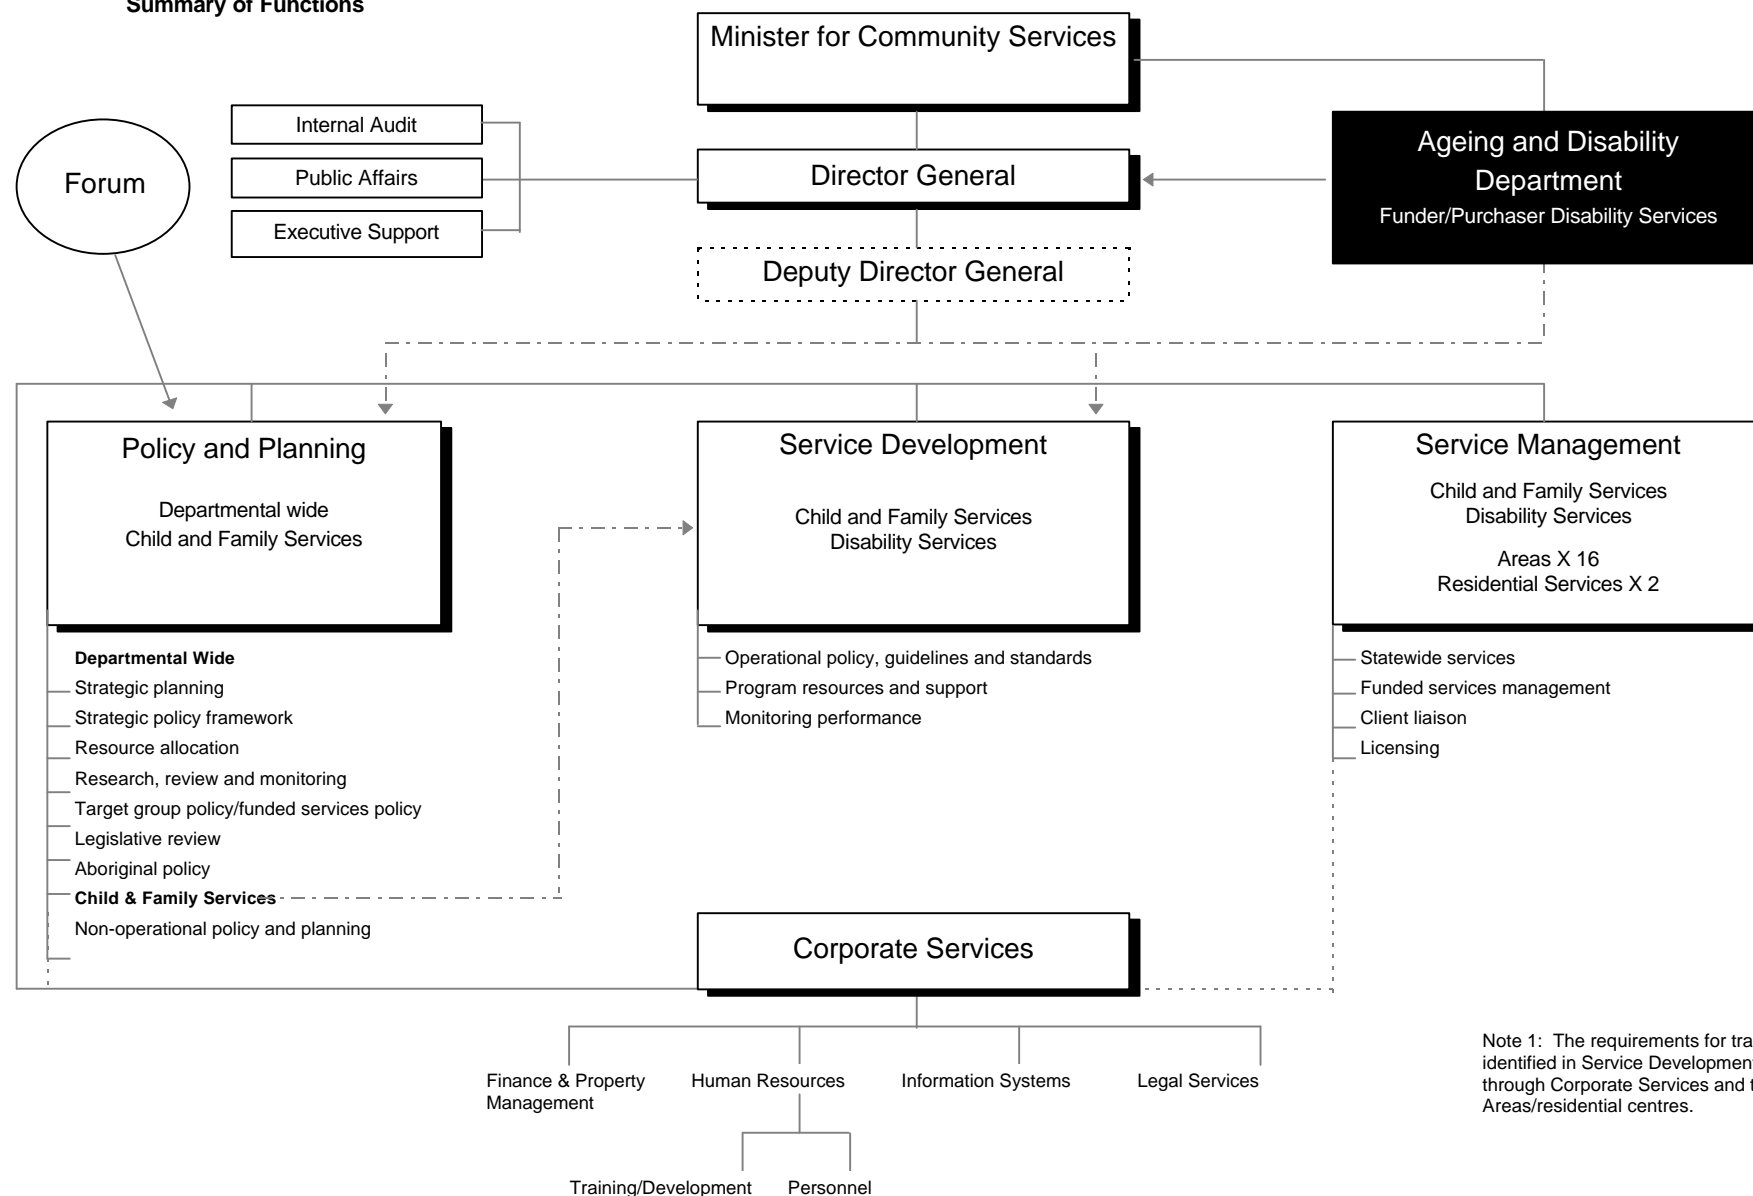 Summary of Functions
Minister for Community Services
Internal Audit
Public Affairs
Executive Support
Forum
Director General
Ageing and Disability
Department
Funder/Purchaser Disability Services
Deputy Director General
Policy and Planning
Departmental wide
Child and Family Services
Service Development
Child and Family Services
Disability Services
Service Management
Child and Family Services
Disability Services
Areas X 16
Residential Services X 2
Departmental Wide
Strategic planning
Strategic policy framework
Resource allocation
Research, review and monitoring
Target group policy/funded services policy
Legislative review
Aboriginal policy
Child & Family Services
Non-operational policy and planning
Operational policy, guidelines and standards
Program resources and support
Monitoring performance
Statewide services
Funded services management
Client liaison
Licensing
Corporate Services
Finance & Property
Management
Human Resources
Information Systems
Legal Services
Training/Development
Personnel
Note 1: The requirements for
identified in Service Development
through Corporate Services and
Areas/residential centres.